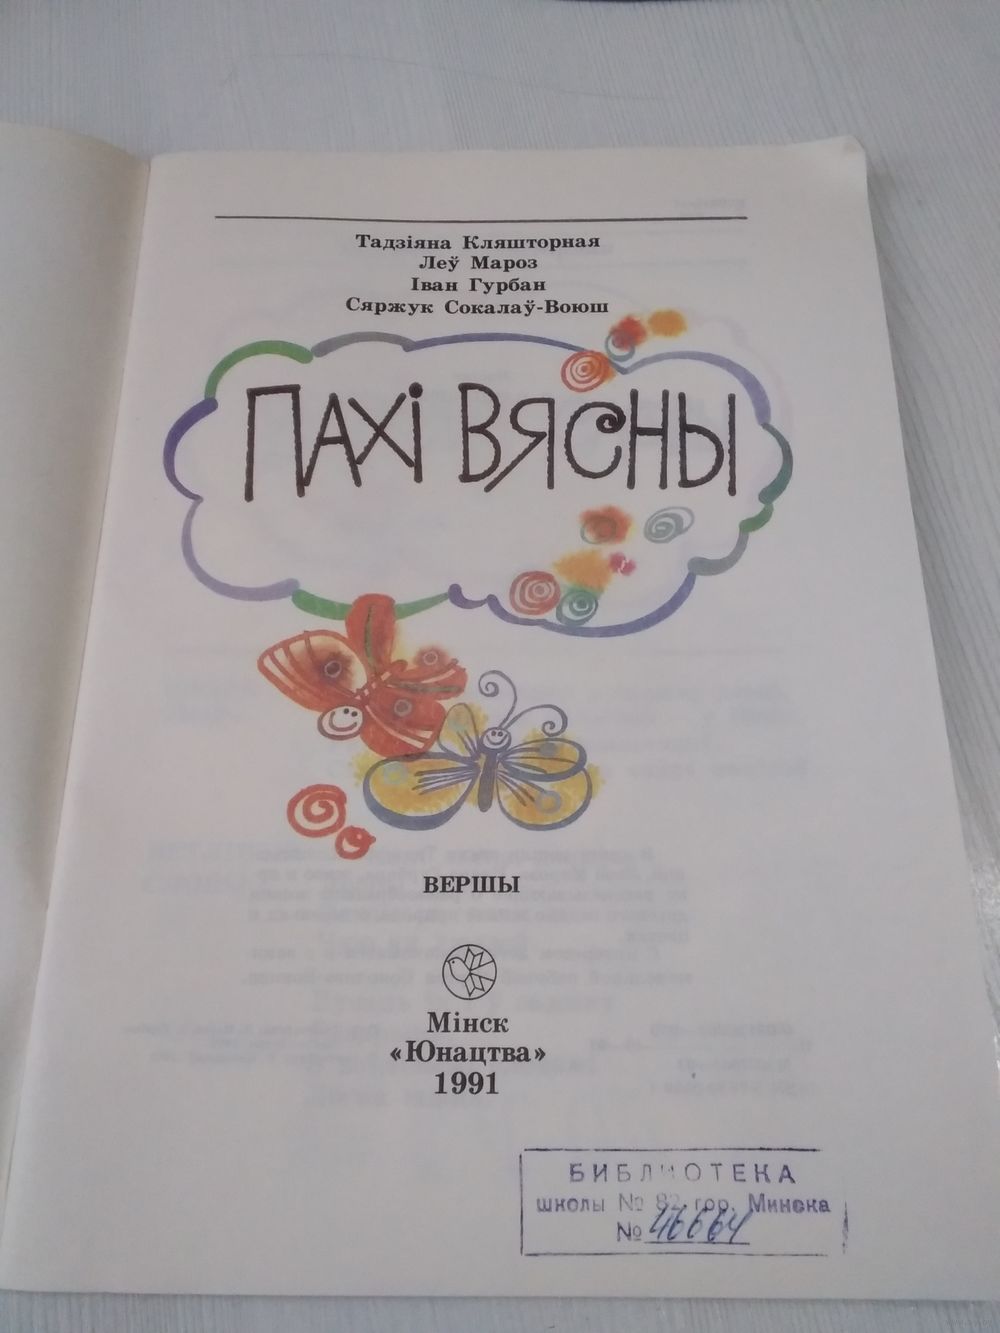 Тадзіяна Кляшторная
Леў Мароз
Іван Гурбан
Сяржук Сокалаў-Воюш
ПАХІ ВЯСНЫ
ВЕРШЫ
Мінск
«Юнацтва»
1991
БИБЛИОТЕКА
школы № 82 гор. Минска
№ 46664